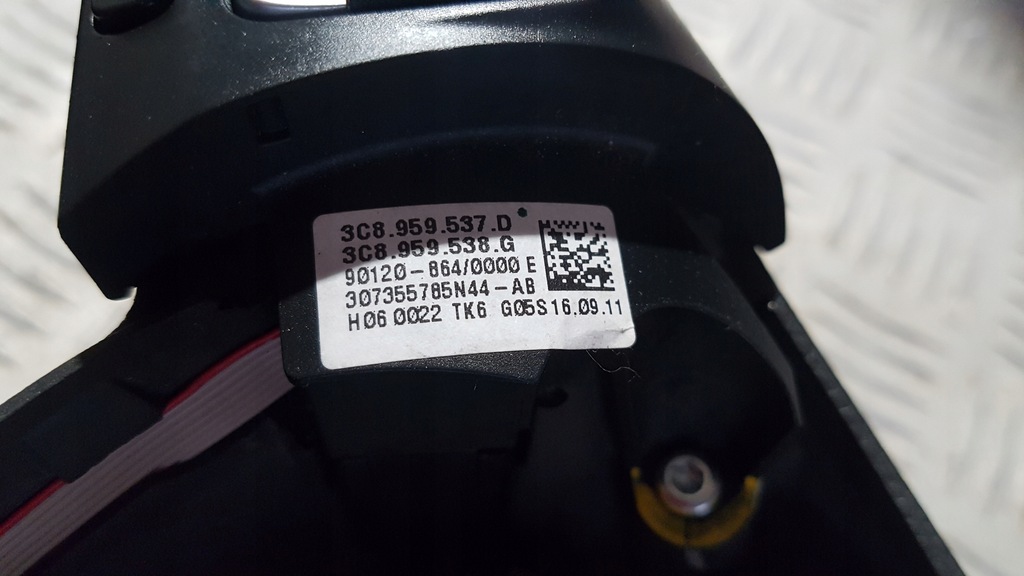 3C8.959.537.D
3C8.959.538.G
90120-864/0000 E
307355785N44-AB
H06 0022 TK6 G05S16.09.11